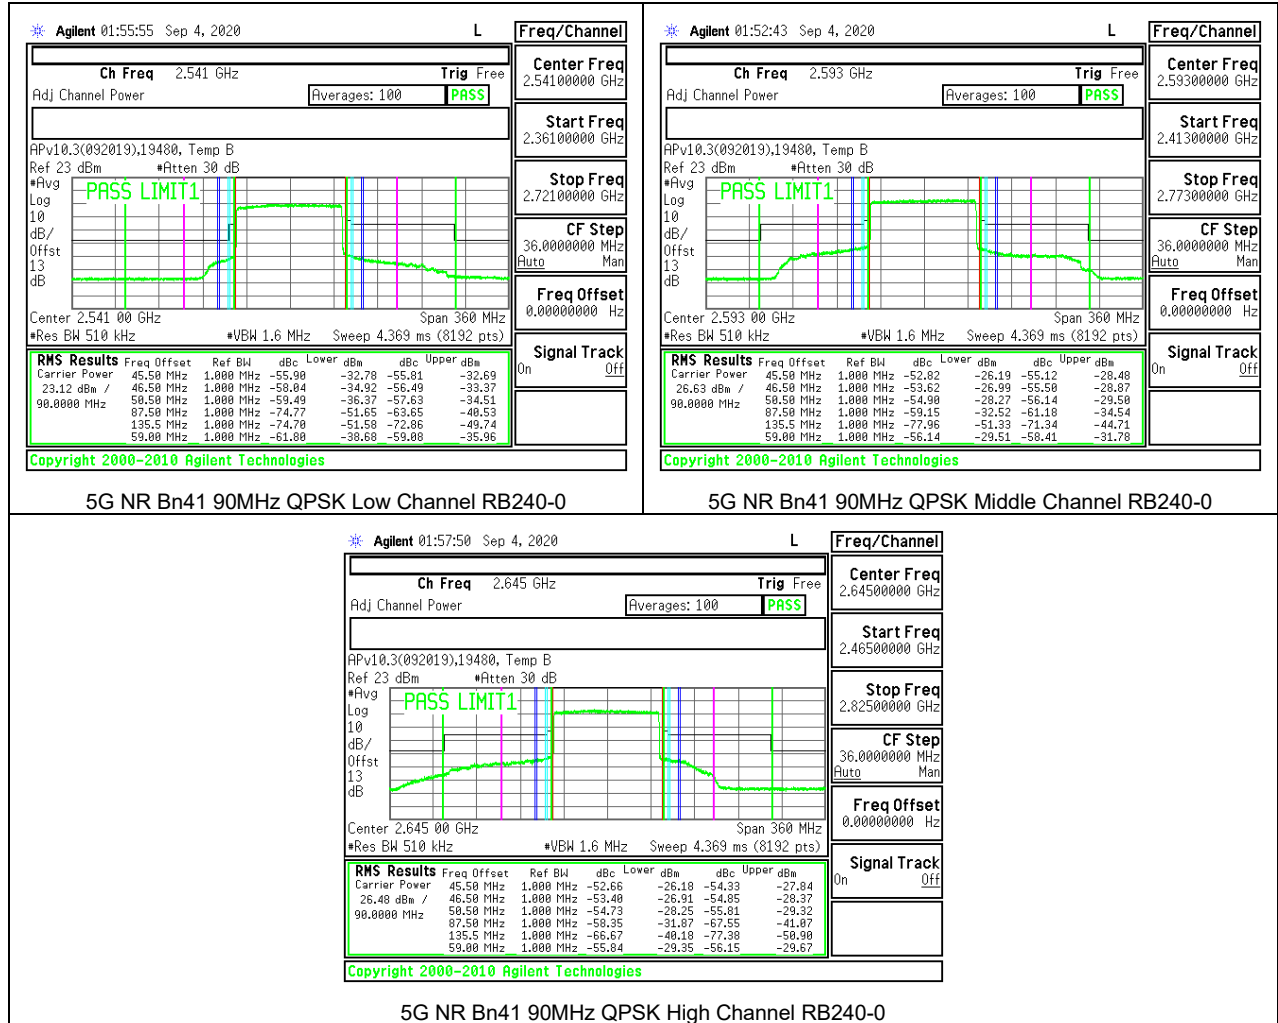 Agilent 01:55:55 Sep 4, 2020 L Freq/Channel
Ch Freq 2.541 GHz Trig Free
Adj Channel Power Averages: 100 PASS
APv10.3(092019),19480, Temp B
Ref 23 dBm #Atten 30 dB
#Avg
Log
10
dB/
Offst
13
dB
PASS LIMIT1
Center 2.541 00 GHz Span 360 MHz
#Res BW 510 kHz #VBW 1.6 MHz Sweep 4.369 ms (8192 pts)
RMS Results Freq Offset Ref BW dBc Lower dBm dBc Upper dBm
Carrier Power 45.50 MHz 1.000 MHz -55.90 -32.78 -55.81 -32.69
23.12 dBm / 46.50 MHz 1.000 MHz -58.04 -34.92 -56.49 -33.37
90.0000 MHz 50.50 MHz 1.000 MHz -59.49 -36.37 -57.63 -34.51
87.50 MHz 1.000 MHz -74.77 -51.65 -63.65 -40.53
135.5 MHz 1.000 MHz -74.70 -51.58 -72.86 -49.74
59.00 MHz 1.000 MHz -61.80 -38.68 -59.08 -35.96
Copyright 2000-2010 Agilent Technologies
Center Freq
2.54100000 GHz
Start Freq
2.36100000 GHz
Stop Freq
2.72100000 GHz
CF Step
36.0000000 MHz
Auto Man
Freq Offset
0.00000000 Hz
Signal Track
On Off
5G NR Bn41 90MHz QPSK Low Channel RB240-0
Agilent 01:52:43 Sep 4, 2020 L Freq/Channel
Ch Freq 2.593 GHz Trig Free
Adj Channel Power Averages: 100 PASS
APv10.3(092019),19480, Temp B
Ref 23 dBm #Atten 30 dB
#Avg
Log
10
dB/
Offst
13
dB
PASS LIMIT1
Center 2.593 00 GHz Span 360 MHz
#Res BW 510 kHz #VBW 1.6 MHz Sweep 4.369 ms (8192 pts)
RMS Results Freq Offset Ref BW dBc Lower dBm dBc Upper dBm
Carrier Power 45.50 MHz 1.000 MHz -52.82 -26.19 -55.12 -28.48
26.63 dBm / 46.50 MHz 1.000 MHz -53.62 -26.99 -55.50 -28.87
90.0000 MHz 50.50 MHz 1.000 MHz -54.90 -28.27 -56.14 -29.50
87.50 MHz 1.000 MHz -59.15 -32.52 -61.18 -34.54
135.5 MHz 1.000 MHz -77.96 -51.33 -71.34 -44.71
59.00 MHz 1.000 MHz -56.14 -29.51 -58.41 -31.78
Copyright 2000-2010 Agilent Technologies
Center Freq
2.59300000 GHz
Start Freq
2.41300000 GHz
Stop Freq
2.77300000 GHz
CF Step
36.0000000 MHz
Auto Man
Freq Offset
0.00000000 Hz
Signal Track
On Off
5G NR Bn41 90MHz QPSK Middle Channel RB240-0
Agilent 01:57:50 Sep 4, 2020 L Freq/Channel
Ch Freq 2.645 GHz Trig Free
Adj Channel Power Averages: 100 PASS
APv10.3(092019),19480, Temp B
Ref 23 dBm #Atten 30 dB
#Avg
Log
10
dB/
Offst
13
dB
PASS LIMIT1
Center 2.645 00 GHz Span 360 MHz
#Res BW 510 kHz #VBW 1.6 MHz Sweep 4.369 ms (8192 pts)
RMS Results Freq Offset Ref BW dBc Lower dBm dBc Upper dBm
Carrier Power 45.50 MHz 1.000 MHz -52.66 -26.18 -54.33 -27.84
26.48 dBm / 46.50 MHz 1.000 MHz -53.40 -26.91 -54.85 -28.37
90.0000 MHz 50.50 MHz 1.000 MHz -54.73 -28.25 -55.81 -29.32
87.50 MHz 1.000 MHz -58.35 -31.87 -67.55 -41.07
135.5 MHz 1.000 MHz -66.67 -40.18 -77.38 -50.90
59.00 MHz 1.000 MHz -55.84 -29.35 -56.15 -29.67
Copyright 2000-2010 Agilent Technologies
Center Freq
2.64500000 GHz
Start Freq
2.46500000 GHz
Stop Freq
2.82500000 GHz
CF Step
36.0000000 MHz
Auto Man
Freq Offset
0.00000000 Hz
Signal Track
On Off
5G NR Bn41 90MHz QPSK High Channel RB240-0